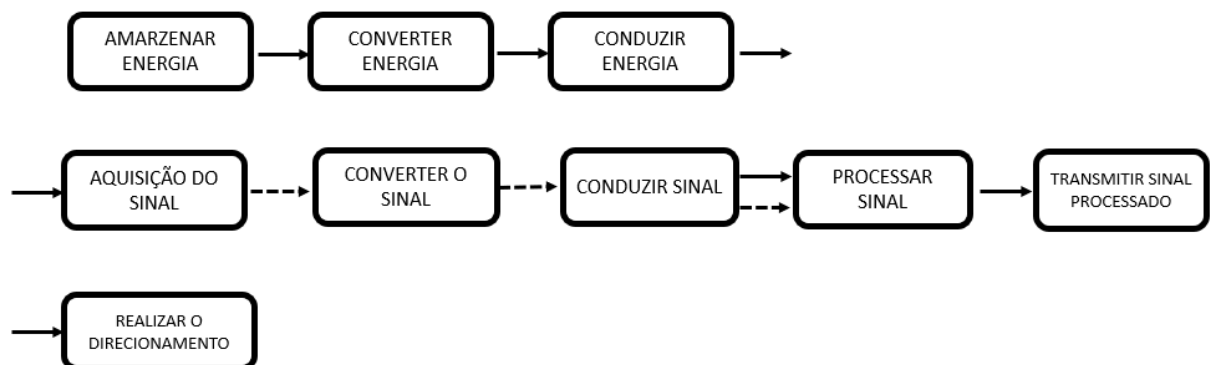 AMARZENAR
ENERGIA
CONVERTER
ENERGIA
CONDUZIR
ENERGIA
AQUISIÇÃO DO
SINAL
CONVERTER O
SINAL
CONDUZIR SINAL
PROCESSAR
SINAL
TRANSMITIR SINAL
PROCESSADO
REALIZAR O
DIRECIONAMENTO